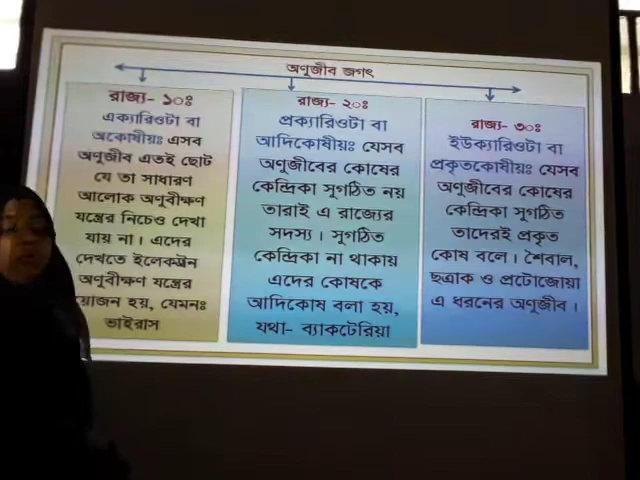 অণুজীব জগৎ
রাজ্য- ১০ঃ
এক্যারিওটা বা
অকোষীয়ঃ এসব
অণুজীব এতই ছোট
যে তা সাধারণ
আলোক অণুবীক্ষণ
যন্ত্রের নিচেও দেখা
যায় না। এদের
দেখতে ইলেকট্রন
অণুবীক্ষণ যন্ত্রের
য়োজন হয়, যেমনঃ
ভাইরাস
রাজ্য- ২০ঃ
প্রক্যারিওটা বা
আদিকোষীয়ঃ যেসব
অণুজীবের কোষের
কেন্দ্রিকা সুগঠিত নয়
তারাই এ রাজ্যের
সদস্য। সুগঠিত
কেন্দ্রিকা না থাকায়
এদের কোষকে
আদিকোষ বলা হয়,
যথা- ব্যাকটেরিয়া
রাজ্য- ৩০ঃ
ইউক্যারিওটা বা
প্রকৃতকোষীয়ঃ যেসব
অণুজীবের কোষের
কেন্দ্রিকা সুগঠিত
তাদেরই প্রকৃত
কোষ বলে। শৈবাল,
ছত্রাক ও প্রটোজোয়া
এ ধরনের অণুজীব।